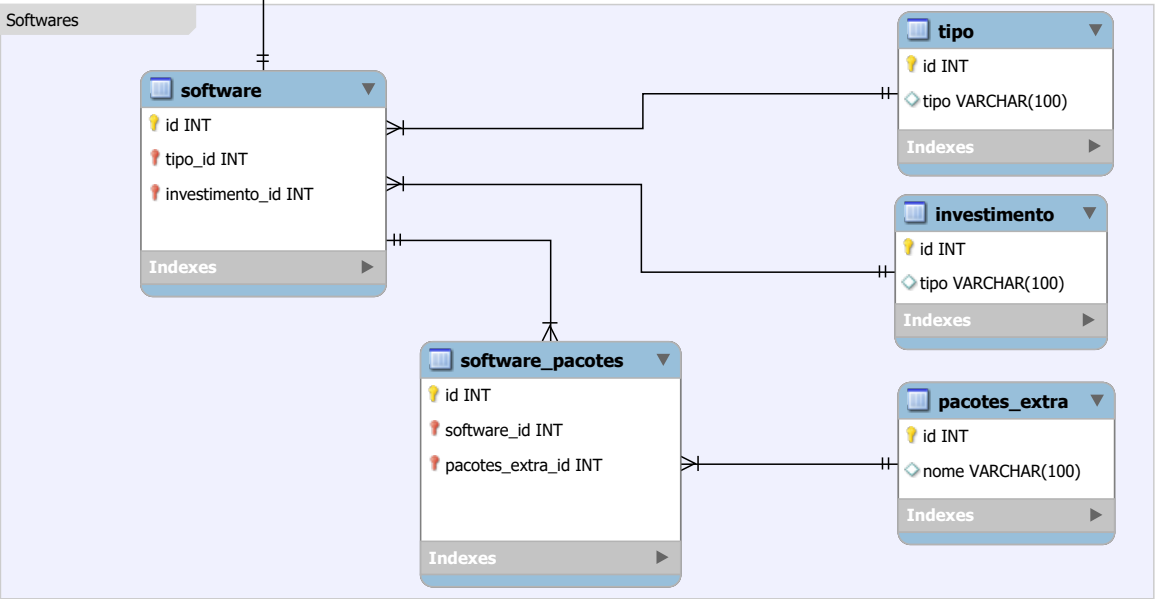 Softwares
software
id INT
tipo_id INT
investimento_id INT
Indexes
tipo
id INT
tipo VARCHAR(100)
Indexes
investimento
id INT
tipo VARCHAR(100)
Indexes
software_pacotes
id INT
software_id INT
pacotes_extra_id INT
Indexes
pacotes_extra
id INT
nome VARCHAR(100)
Indexes